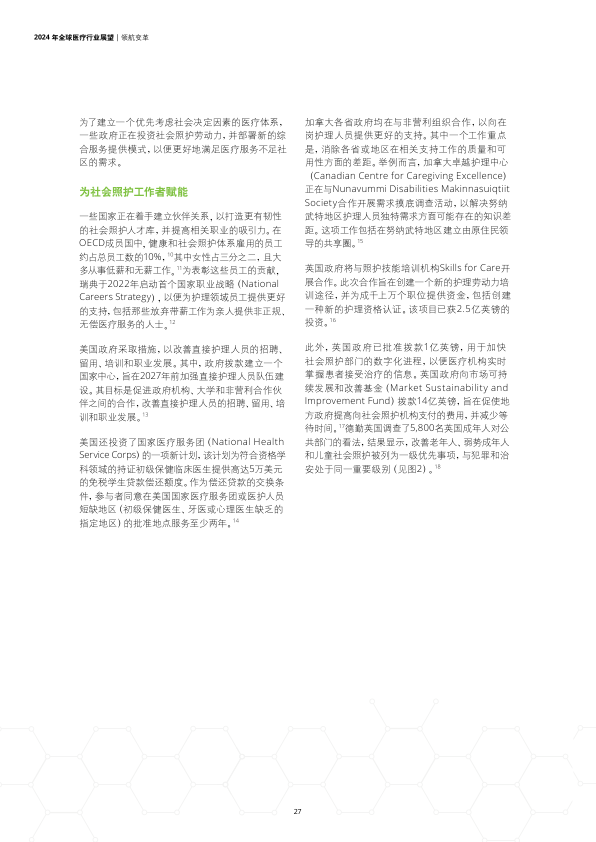 2024 年全球医疗行业展望 | 领航变革
为了建立一个优先考虑社会决定因素的医疗体系，
一些政府正在投资社会照护劳动力，并部署新的综
合服务提供模式，以便更好地满足医疗服务不足社
区的需求。
为社会照护工作者赋能
一些国家正在着手建立伙伴关系，以打造更有韧性
的社会照护人才库，并提高相关职业的吸引力。在
OECD成员国中，健康和社会照护体系雇用的员工
约占总员工数的10%，10其中女性占三分之二，且大
多从事低薪和无薪工作。11为表彰这些员工的贡献，
瑞典于2022年启动首个国家职业战略（National
Careers Strategy），以便为护理领域员工提供更好
的支持，包括那些放弃带薪工作为亲人提供非正规、
无偿医疗服务的人士。12
美国政府采取措施，以改善直接护理人员的招聘、
留用、培训和职业发展。其中，政府拨款建立一个
国家中心，旨在2027年前加强直接护理人员队伍建
设。其目标是促进政府机构、大学和非营利合作伙
伴之间的合作，改善直接护理人员的招聘、留用、培
训和职业发展。13
美国还投资了国家医疗服务团（National Health
Service Corps）的一项新计划，该计划为符合资格学
科领域的持证初级保健临床医生提供高达5万美元
的免税学生贷款偿还额度。作为偿还贷款的交换条
件，参与者同意在美国国家医疗服务团或医护人员
短缺地区（初级保健医生、牙医或心理医生缺乏的
指定地区）的批准地点服务至少两年。14
加拿大各省政府均在与非营利组织合作，以向在
岗护理人员提供更好的支持。其中一个工作重点
是，消除各省或地区在相关支持工作的质量和可
用性方面的差距。举例而言，加拿大卓越护理中心
（Canadian Centre for Caregiving Excellence）
正在与Nunavummi Disabilities Makinnasuiqtiit
Society合作开展需求摸底调查活动，以解决努纳
武特地区护理人员独特需求方面可能存在的知识差
距。这项工作包括在努纳武特地区建立由原住民领
导的共享圈。15
英国政府将与照护技能培训机构Skills for Care开
展合作。此次合作旨在创建一个新的护理劳动力培
训途径，并为成千上万个职位提供资金，包括创建
一种新的护理资格认证。该项目已获2.5亿英镑的
投资。16
此外，英国政府已批准拨款1亿英镑，用于加快
社会照护部门的数字化进程，以便医疗机构实时
掌握患者接受治疗的信息。英国政府向市场可持
续发展和改善基金（Market Sustainability and
Improvement Fund）拨款14亿英镑，旨在促使地
方政府提高向社会照护机构支付的费用，并减少等
待时间。17德勤英国调查了5,800名英国成年人对公
共部门的看法，结果显示，改善老年人、弱势成年人
和儿童社会照护被列为一级优先事项，与犯罪和治
安处于同一重要级别（见图2）。18
27